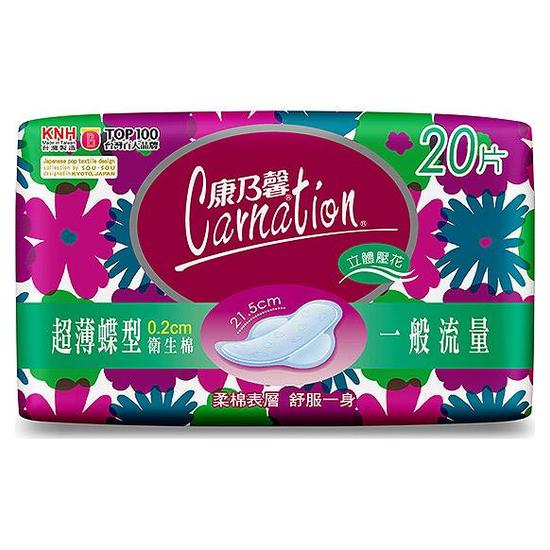 KNH
Made in Taiwan
台灣製造
TOP100
台灣百大品牌
Japanese pop textile design
collection by SOU・SOU
designed in KYOTO, JAPAN
康乃馨®
Carnation®
20片
立體壓花
21.5cm
超薄蝶型
0.2cm
衛生棉
一般流量
柔棉表層 舒服一身